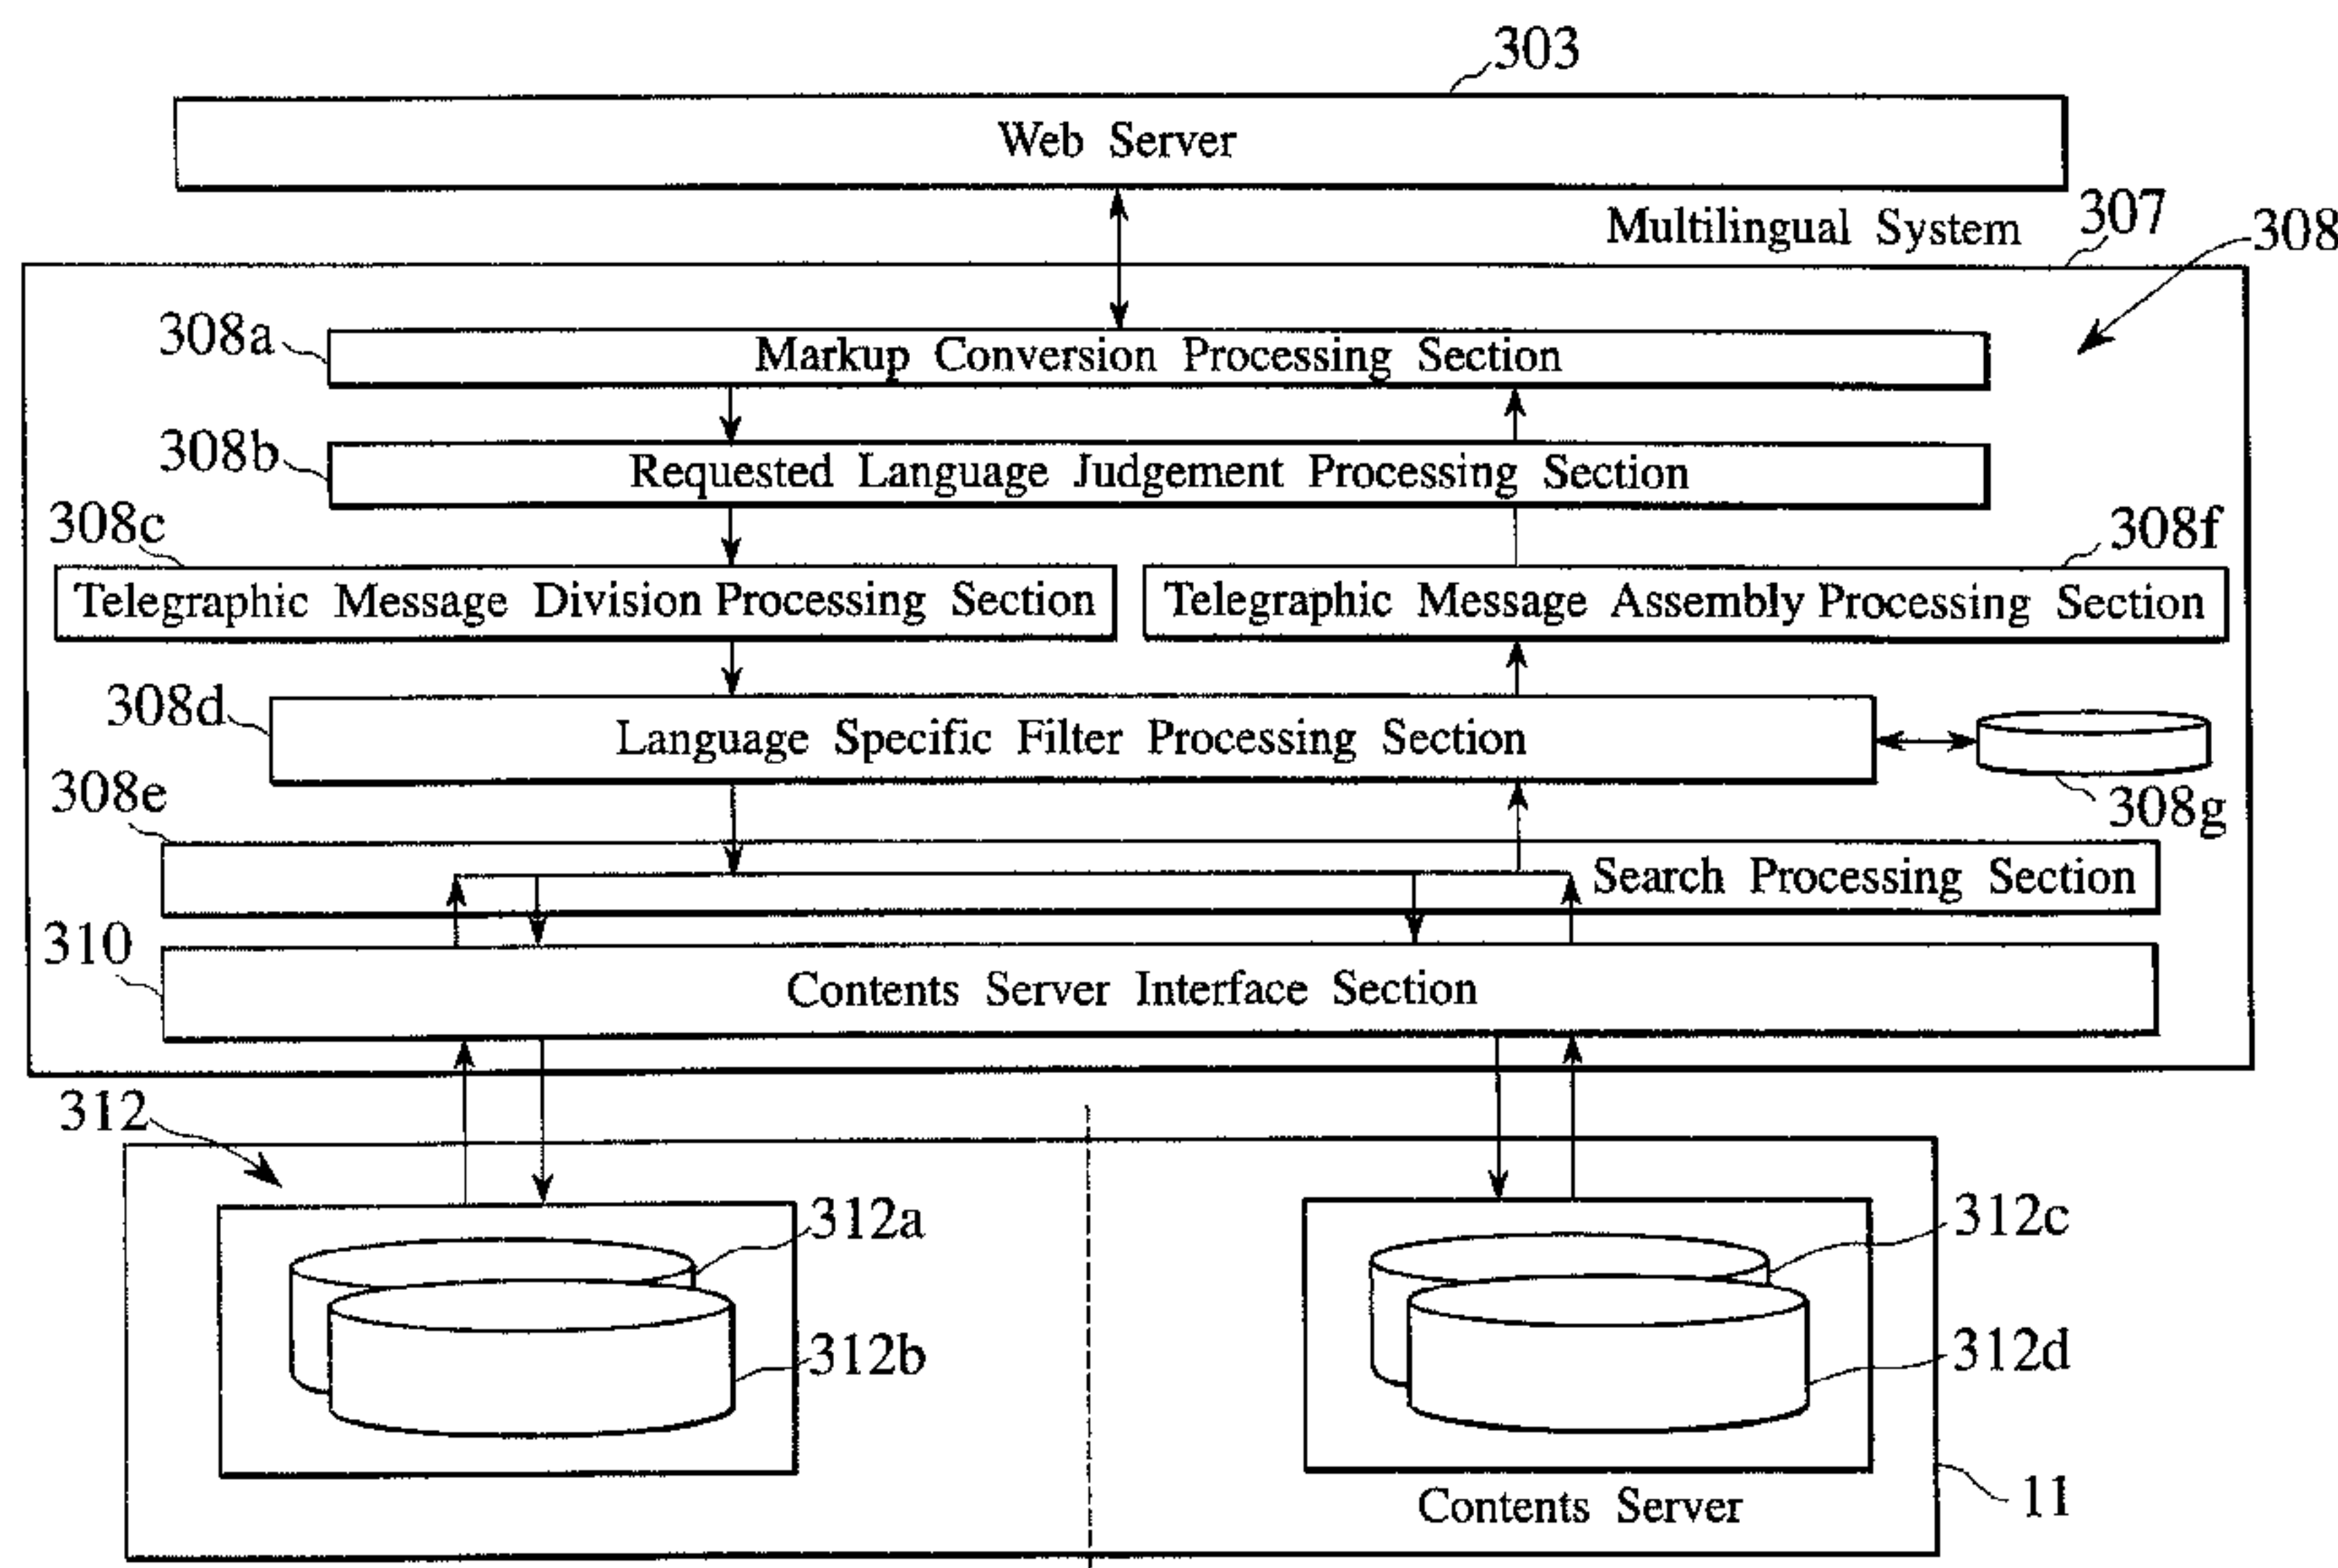 303
Web Server
Multilingual System
307
308
308a
Markup Conversion Processing Section
308b
Requested Language Judgement Processing Section
308c
308f
Telegraphic Message Division Processing Section
Telegraphic Message Assembly Processing Section
308d
Language Specific Filter Processing Section
308e
308g
Search Processing Section
310
Contents Server Interface Section
312
312a
312c
312b
312d
Contents Server
11